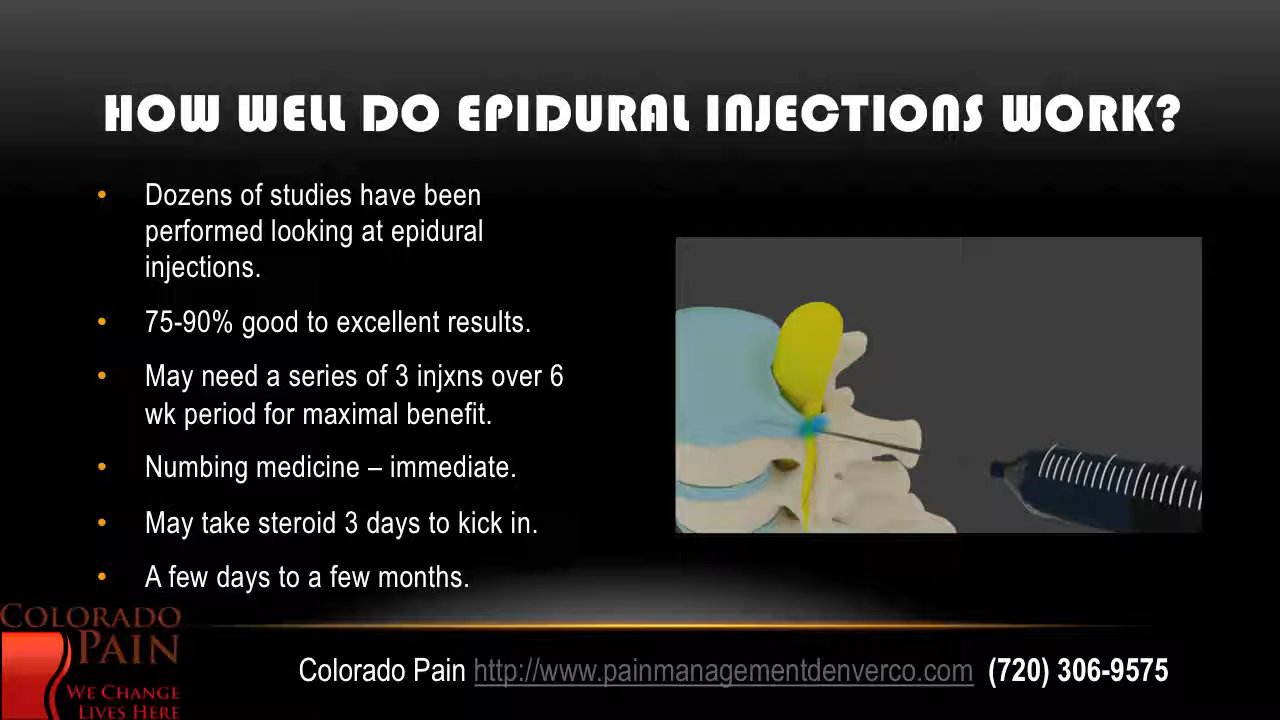 HOW WELL DO EPIDURAL INJECTIONS WORK?
• Dozens of studies have been
performed looking at epidural
injections.
• 75-90% good to excellent results.
• May need a series of 3 injxns over 6
wk period for maximal benefit.
• Numbing medicine – immediate.
• May take steroid 3 days to kick in.
• A few days to a few months.
COLORADO
PAIN
WE CHANGE
LIVES HERE
Colorado Pain http://www.painmanagementdenverco.com (720) 306-9575